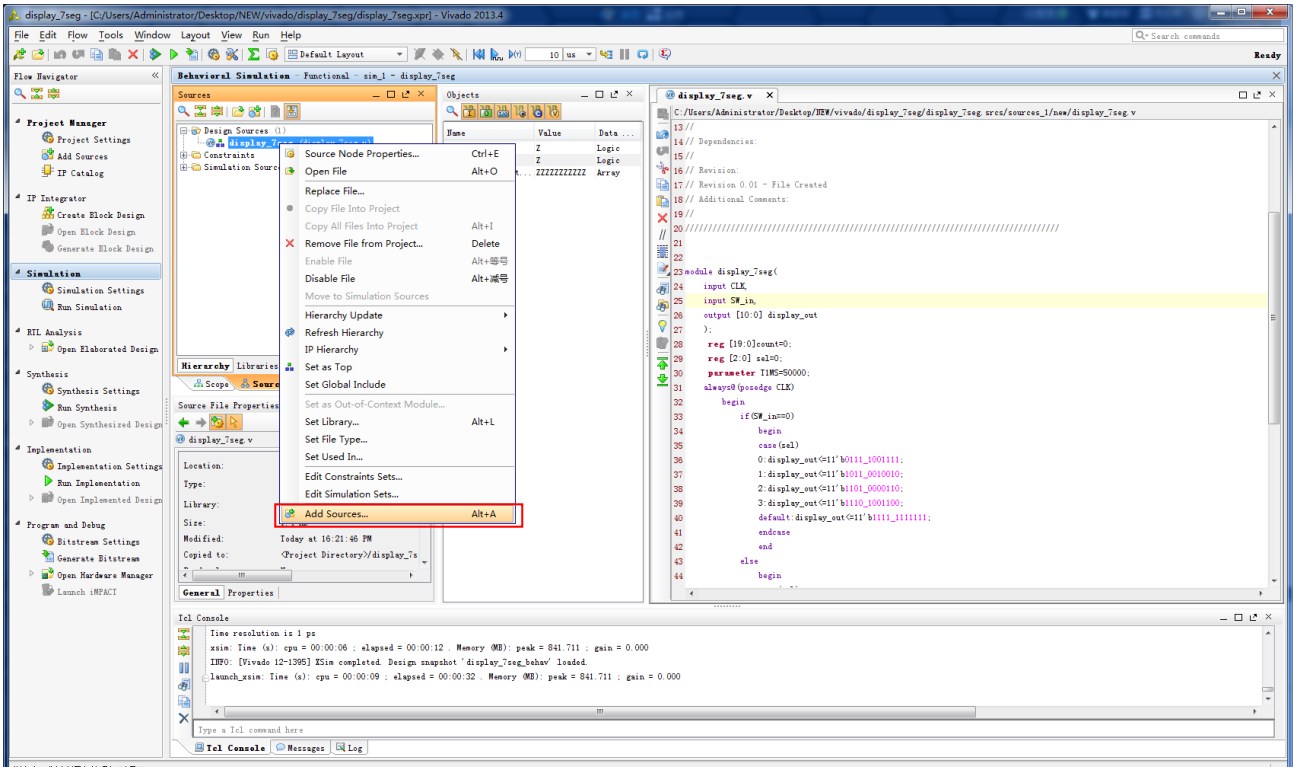 display_7seg - [C:/Users/Administrator/Desktop/NEW/vivado/display_7seg/display_7seg.xpr] - Vivado 2013.4
File Edit Flow Tools Window Layout View Run Help
Search commands
Default Layout
10 us
Ready
Flow Navigator
Project Manager
Project Settings
Add Sources
IP Catalog
IP Integrator
Create Block Design
Open Block Design
Generate Block Design
Simulation
Simulation Settings
Run Simulation
RTL Analysis
Open Elaborated Design
Synthesis
Synthesis Settings
Run Synthesis
Open Synthesized Design
Implementation
Implementation Settings
Run Implementation
Open Implemented Design
Program and Debug
Bitstream Settings
Generate Bitstream
Open Hardware Manager
Launch iMPACT
Behavioral Simulation - Functional - sim_1 - display_7seg
Sources
Design Sources (1)
Constraints
Simulation Sourc
Hierarchy Libraries
Scope Sourc
Source File Properties
display_7seg.v
Location:
Type:
Library:
Size:
Modified: Today at 16:21:46 PM
Copied to: <Project Directory>/display_7s
General Properties
Source Node Properties... Ctrl+E
Open File Alt+O
Replace File...
Copy File Into Project
Copy All Files Into Project Alt+I
Remove File from Project... Delete
Enable File Alt+等号
Disable File Alt+减号
Move to Simulation Sources
Hierarchy Update
Refresh Hierarchy
IP Hierarchy
Set as Top
Set Global Include
Set as Out-of-Context Module...
Set Library... Alt+L
Set File Type...
Set Used In...
Edit Constraints Sets...
Edit Simulation Sets...
Add Sources... Alt+A
Objects
Name Value Data ...
Z Logic
Z Logic
t... ZZZZZZZZZZZ Array
display_7seg.v
C:/Users/Administrator/Desktop/NEW/vivado/display_7seg/display_7seg.srcs/sources_1/new/display_7seg.v
13 //
14 // Dependencies:
15 //
16 // Revision:
17 // Revision 0.01 - File Created
18 // Additional Comments:
19 //
20 //////////////////////////////////////////////////////////////////////////////////
21
22
23 module display_7seg(
24 input CLK,
25 input SW_in,
26 output [10:0] display_out
27 );
28 reg [19:0]count=0;
29 reg [2:0] sel=0;
30 parameter T1MS=50000;
31 always@(posedge CLK)
32 begin
33 if(SW_in==0)
34 begin
35 case(sel)
36 0:display_out<=11'b0111_1001111;
37 1:display_out<=11'b1011_0010010;
38 2:display_out<=11'b1101_0000110;
39 3:display_out<=11'b1110_1001100;
40 default:display_out<=11'b1111_1111111;
41 endcase
42 end
43 else
44 begin
Tcl Console
Time resolution is 1 ps
xsim: Time (s): cpu = 00:00:06 ; elapsed = 00:00:12 . Memory (MB): peak = 841.711 ; gain = 0.000
INFO: [Vivado 12-1395] XSim completed. Design snapshot 'display_7seg_behav' loaded.
launch_xsim: Time (s): cpu = 00:00:09 ; elapsed = 00:00:32 . Memory (MB): peak = 841.711 ; gain = 0.000
Type a Tcl command here
Tcl Console Messages Log